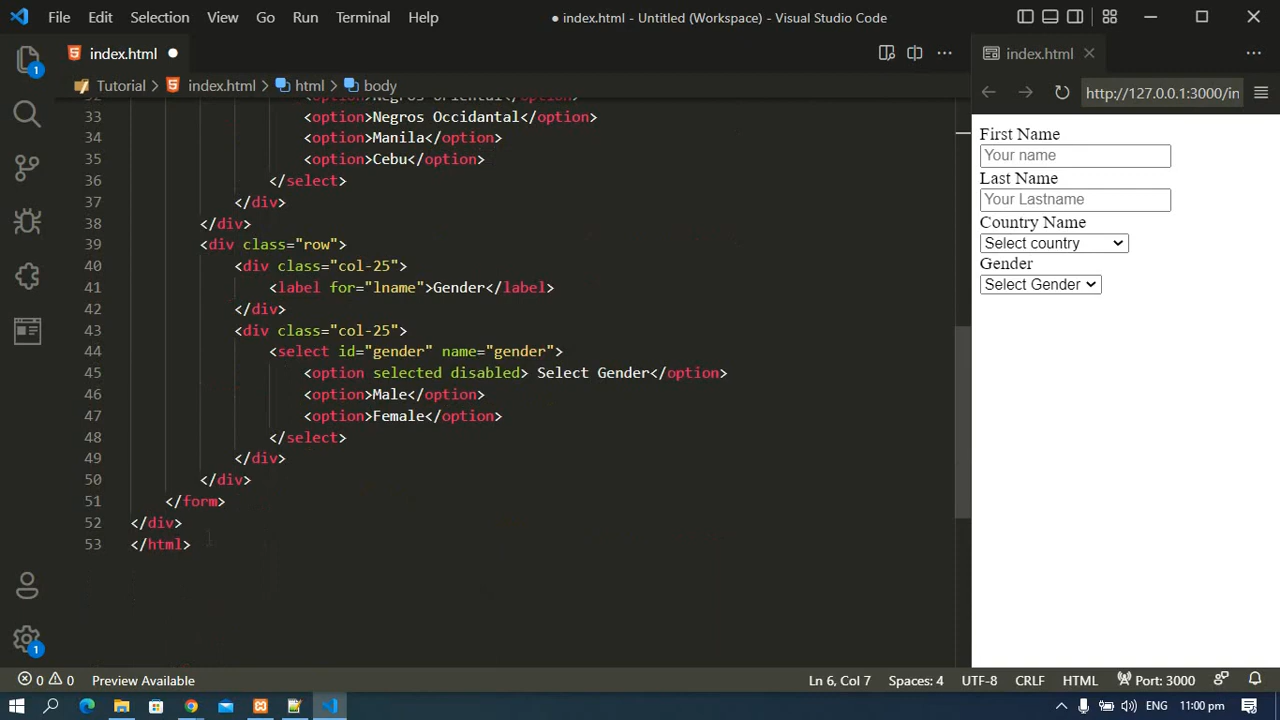 File Edit Selection View Go Run Terminal Help
● index.html - Untitled (Workspace) - Visual Studio Code
index.html ●
index.html
Tutorial > index.html > html > body
http://127.0.0.1:3000/in
33 <option>Negros Occidantal</option>
34 <option>Manila</option>
35 <option>Cebu</option>
36 </select>
37 </div>
38 </div>
39 <div class="row">
40 <div class="col-25">
41 <label for="lname">Gender</label>
42 </div>
43 <div class="col-25">
44 <select id="gender" name="gender">
45 <option selected disabled> Select Gender</option>
46 <option>Male</option>
47 <option>Female</option>
48 </select>
49 </div>
50 </div>
51 </form>
52 </div>
53 </html>
First Name
Your name
Last Name
Your Lastname
Country Name
Select country
Gender
Select Gender
1
1
0 0 Preview Available
Ln 6, Col 7 Spaces: 4 UTF-8 CRLF HTML Port: 3000
ENG 11:00 pm